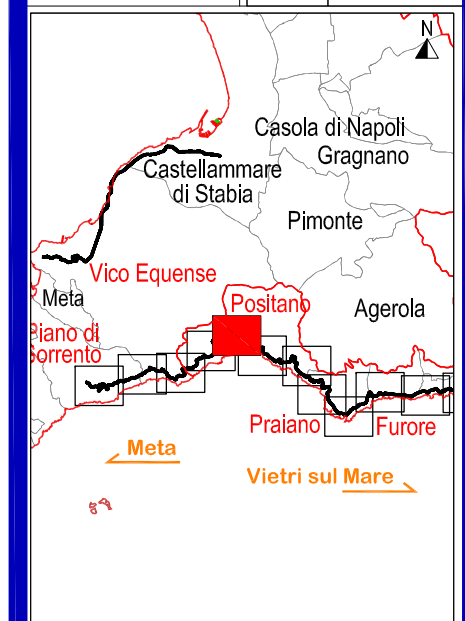 N
Casola di Napoli
Gragnano
Castellammare
di Stabia
Pimonte
Vico Equense
Meta
Positano
Agerola
Piano di
Sorrento
Praiano
Furore
Meta
Vietri sul Mare